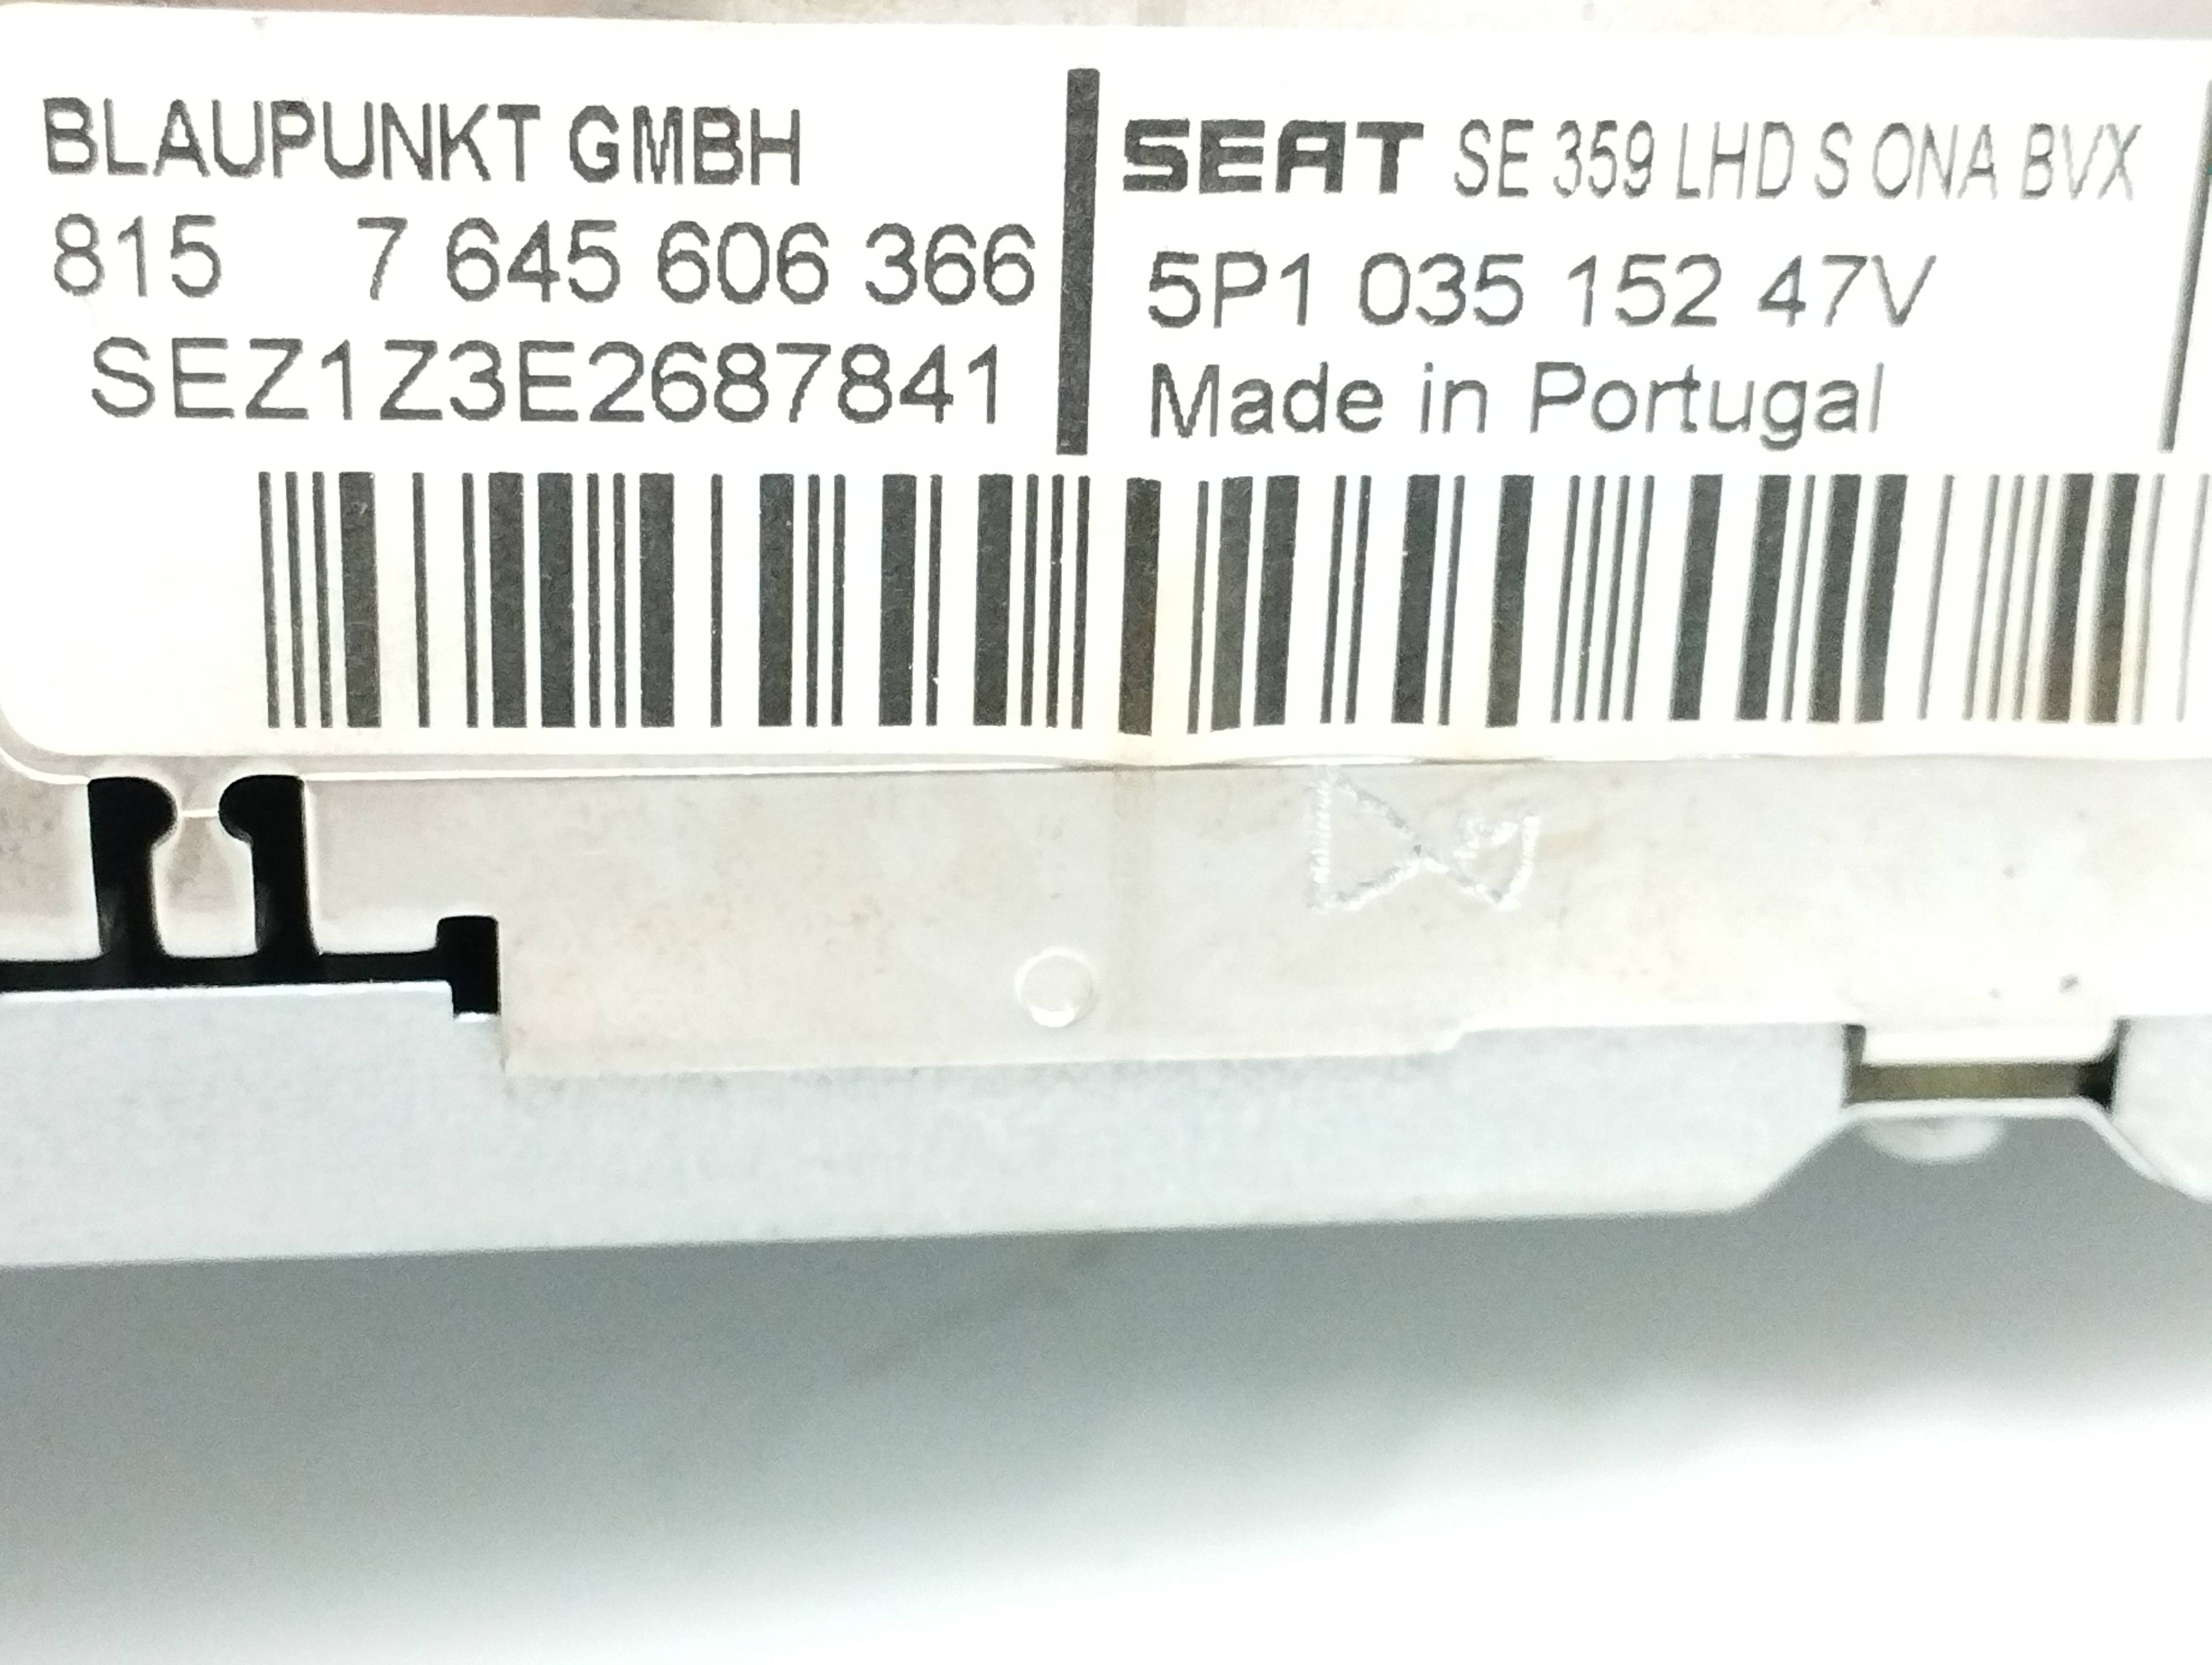 BLAUPUNKT GMBH
815 7 645 606 366
SEZ1Z3E2687841
SEAT SE 359 LHD S ONA BVX
5P1 035 152 47V
Made in Portugal